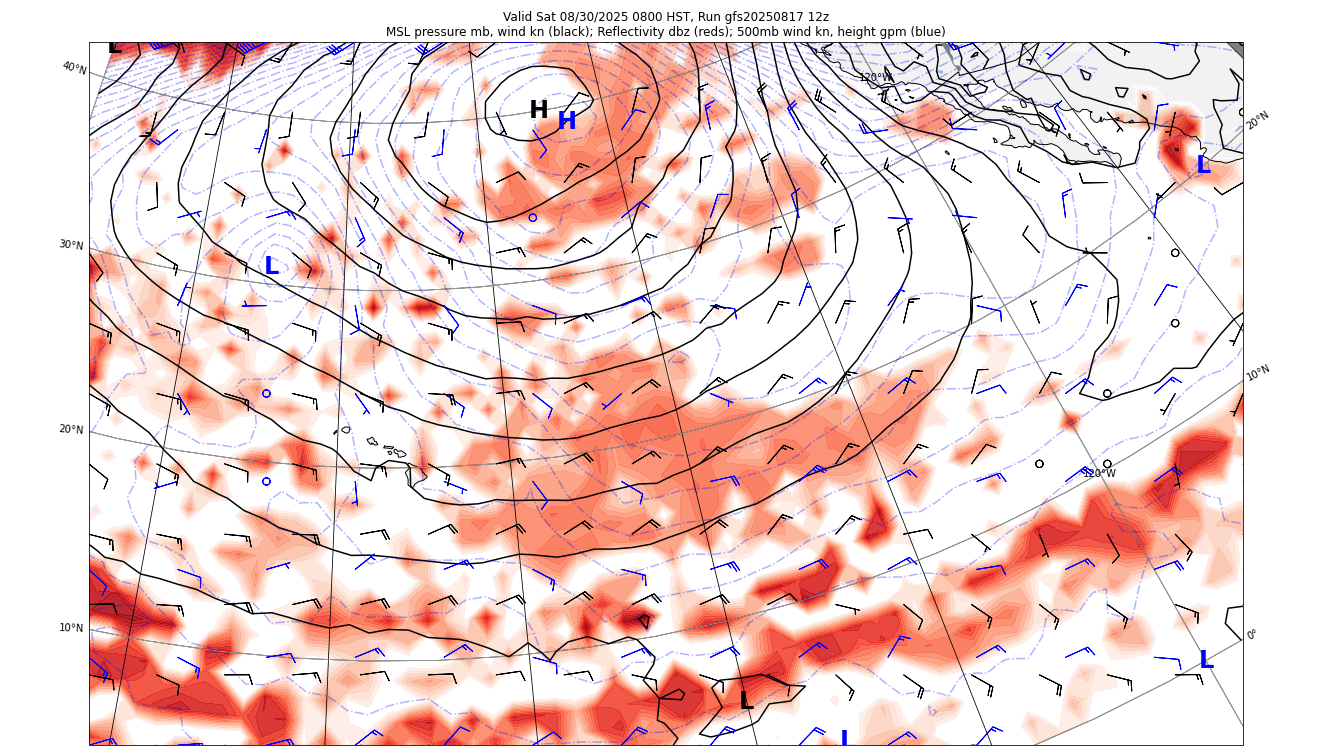 Valid Sat 08/30/2025 0800 HST, Run gfs20250817 12z
MSL pressure mb, wind kn (black); Reflectivity dbz (reds); 500mb wind kn, height gpm (blue)
L
40°N
120°W
H
H
20°N
L
30°N
L
10°N
20°N
120°W
10°N
0°
L
L
L